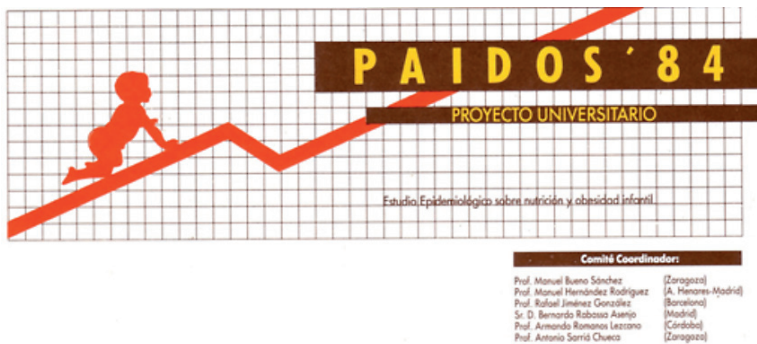 PAIDOS ' 84
PROYECTO UNIVERSITARIO
Estudio Epidemiológico sobre nutrición y obesidad infantil
Comité Coordinador:
Prof. Manuel Bueno Sánchez (Zaragoza)
Prof. Manuel Hernández Rodríguez (A. Henares-Madrid)
Prof. Rafael Jiménez González (Barcelona)
Sr. D. Bernardo Rabassa Asenjo (Madrid)
Prof. Armando Romanos Lezcano (Córdoba)
Prof. Antonio Sarriá Chueca (Zaragoza)